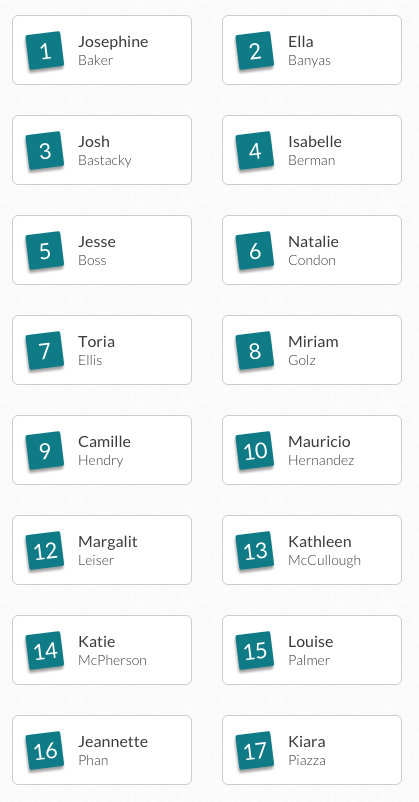 1
Josephine
Baker
2
Ella
Banyas
3
Josh
Bastacky
4
Isabelle
Berman
5
Jesse
Boss
6
Natalie
Condon
7
Toria
Ellis
8
Miriam
Golz
9
Camille
Hendry
10
Mauricio
Hernandez
12
Margalit
Leiser
13
Kathleen
McCullough
14
Katie
McPherson
15
Louise
Palmer
16
Jeannette
Phan
17
Kiara
Piazza